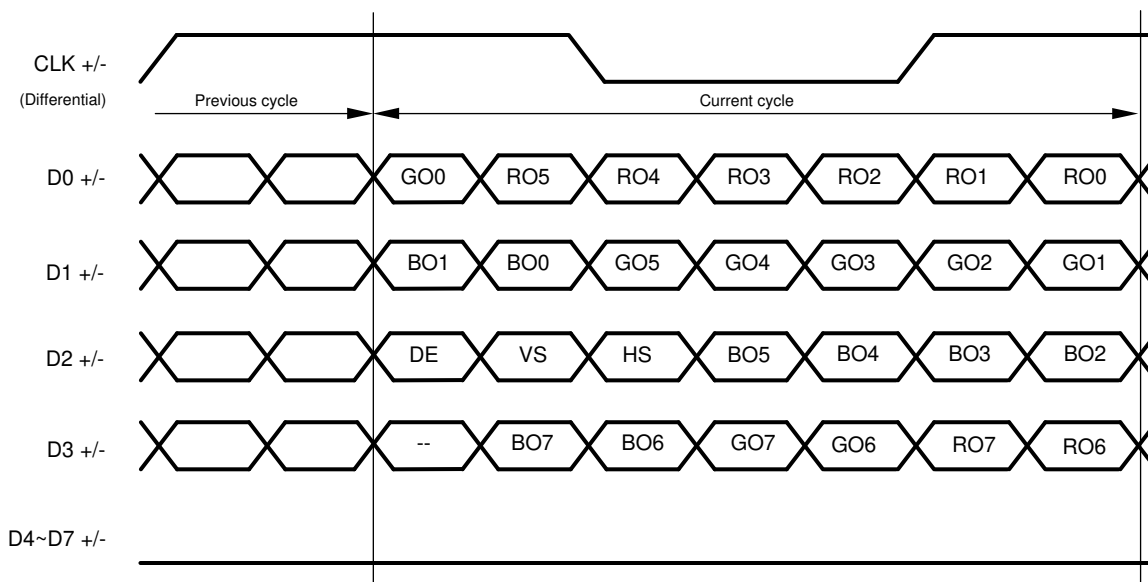 CLK +/-
(Differential)
Previous cycle
Current cycle
D0 +/-
GO0 RO5 RO4 RO3 RO2 RO1 RO0
D1 +/-
BO1 BO0 GO5 GO4 GO3 GO2 GO1
D2 +/-
DE VS HS BO5 BO4 BO3 BO2
D3 +/-
-- BO7 BO6 GO7 GO6 RO7 RO6
D4~D7 +/-